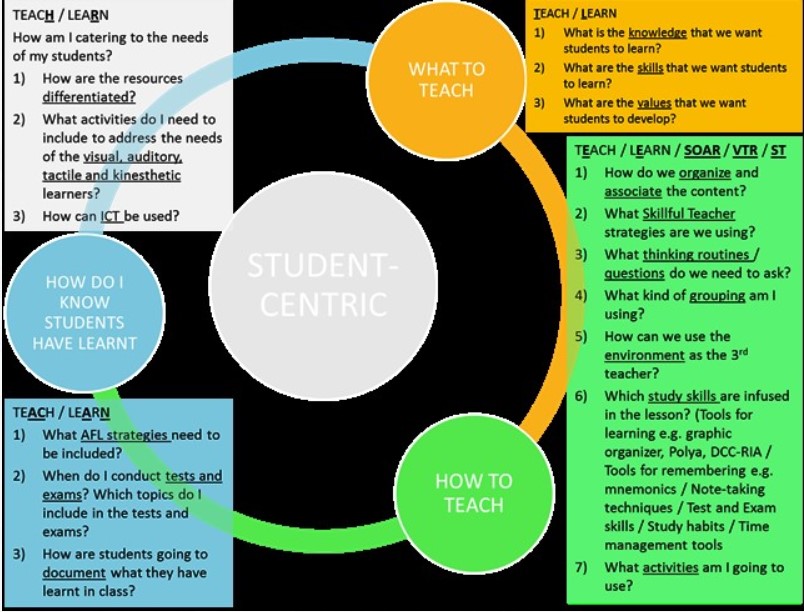 TEACH / LEARN
How am I catering to the needs
of my students?
1) How are the resources
differentiated?
2) What activities do I need to
include to address the needs
of the visual, auditory,
tactile and kinesthetic
learners?
3) How can ICT be used?
WHAT TO
TEACH
TEACH / LEARN
1) What is the knowledge that we want
students to learn?
2) What are the skills that we want students
to learn?
3) What are the values that we want
students to develop?
STUDENT-
CENTRIC
TEACH / LEARN / SOAR / VTR / ST
1) How do we organize and
associate the content?
2) What Skillful Teacher
strategies are we using?
3) What thinking routines /
questions do we need to ask?
4) What kind of grouping am I
using?
5) How can we use the
environment as the 3rd
teacher?
6) Which study skills are infused
in the lesson? (Tools for
learning e.g. graphic
organizer, Polya, DCC-RIA /
Tools for remembering e.g.
mnemonics / Note-taking
techniques / Test and Exam
skills / Study habits / Time
management tools
7) What activities am I going to
use?
HOW DO I
KNOW
STUDENTS
HAVE LEARNT
TEACH / LEARN
1) What AFL strategies need to
be included?
2) When do I conduct tests and
exams? Which topics do I
include in the tests and
exams?
3) How are students going to
document what they have
learnt in class?
HOW TO
TEACH